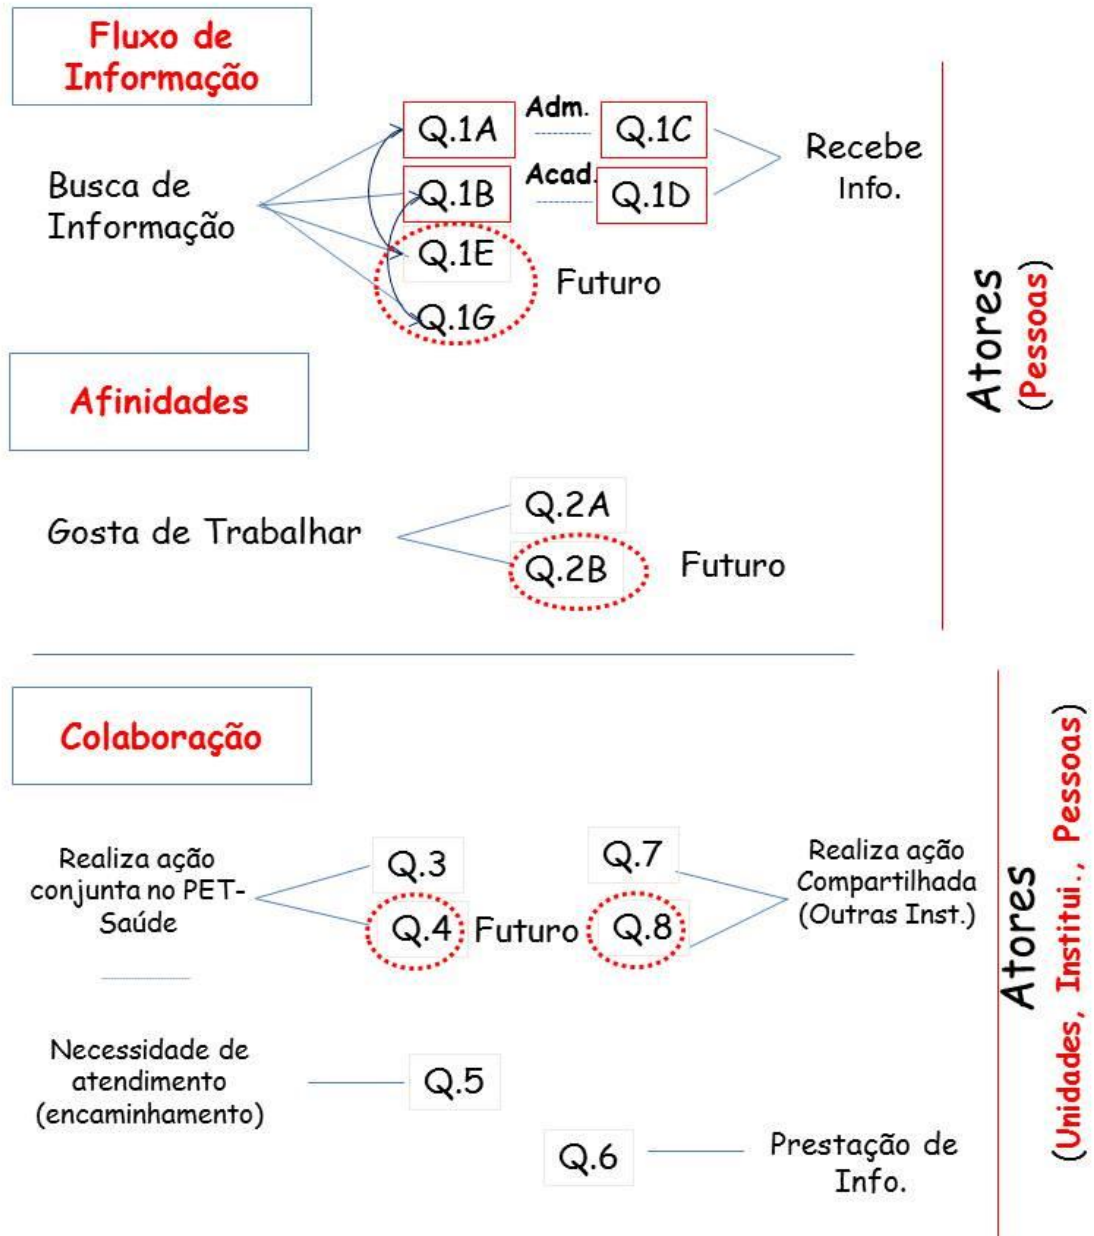 Fluxo de
Informação
Adm.
Q.1A
Q.1C
Recebe
Info.
Busca de
Informação
Acad.
Q.1B
Q.1D
Q.1E
Futuro
Q.1G
Atores
(Pessoas)
Afinidades
Gosta de Trabalhar
Q.2A
Q.2B
Futuro
Colaboração
Realiza ação
conjunta no PET-
Saúde
Q.3
Q.4
Futuro
Q.7
Q.8
Realiza ação
Compartilhada
(Outras Inst.)
Necessidade de
atendimento
(encaminhamento)
Q.5
Q.6
Prestação de
Info.
Atores
(Unidades, Institui., Pessoas)